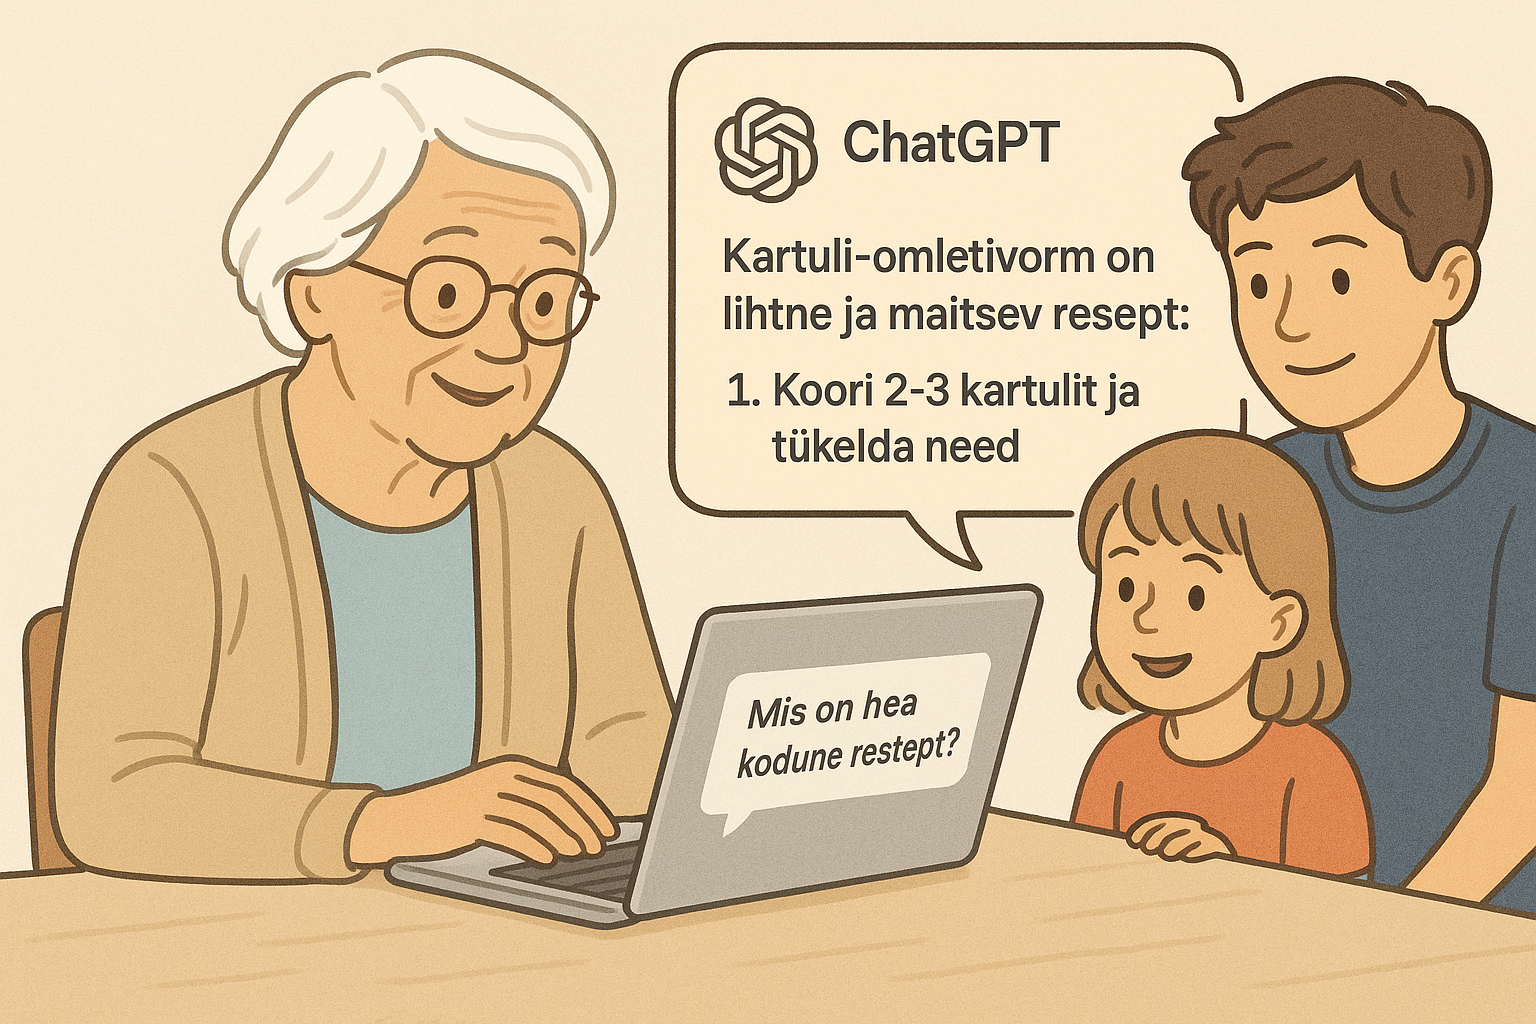 ChatGPT
Kartuli-omletivorm on
lihtne ja maitsev resept:
1. Koori 2-3 kartulit ja
tükelda need
Mis on hea
kodune restept?